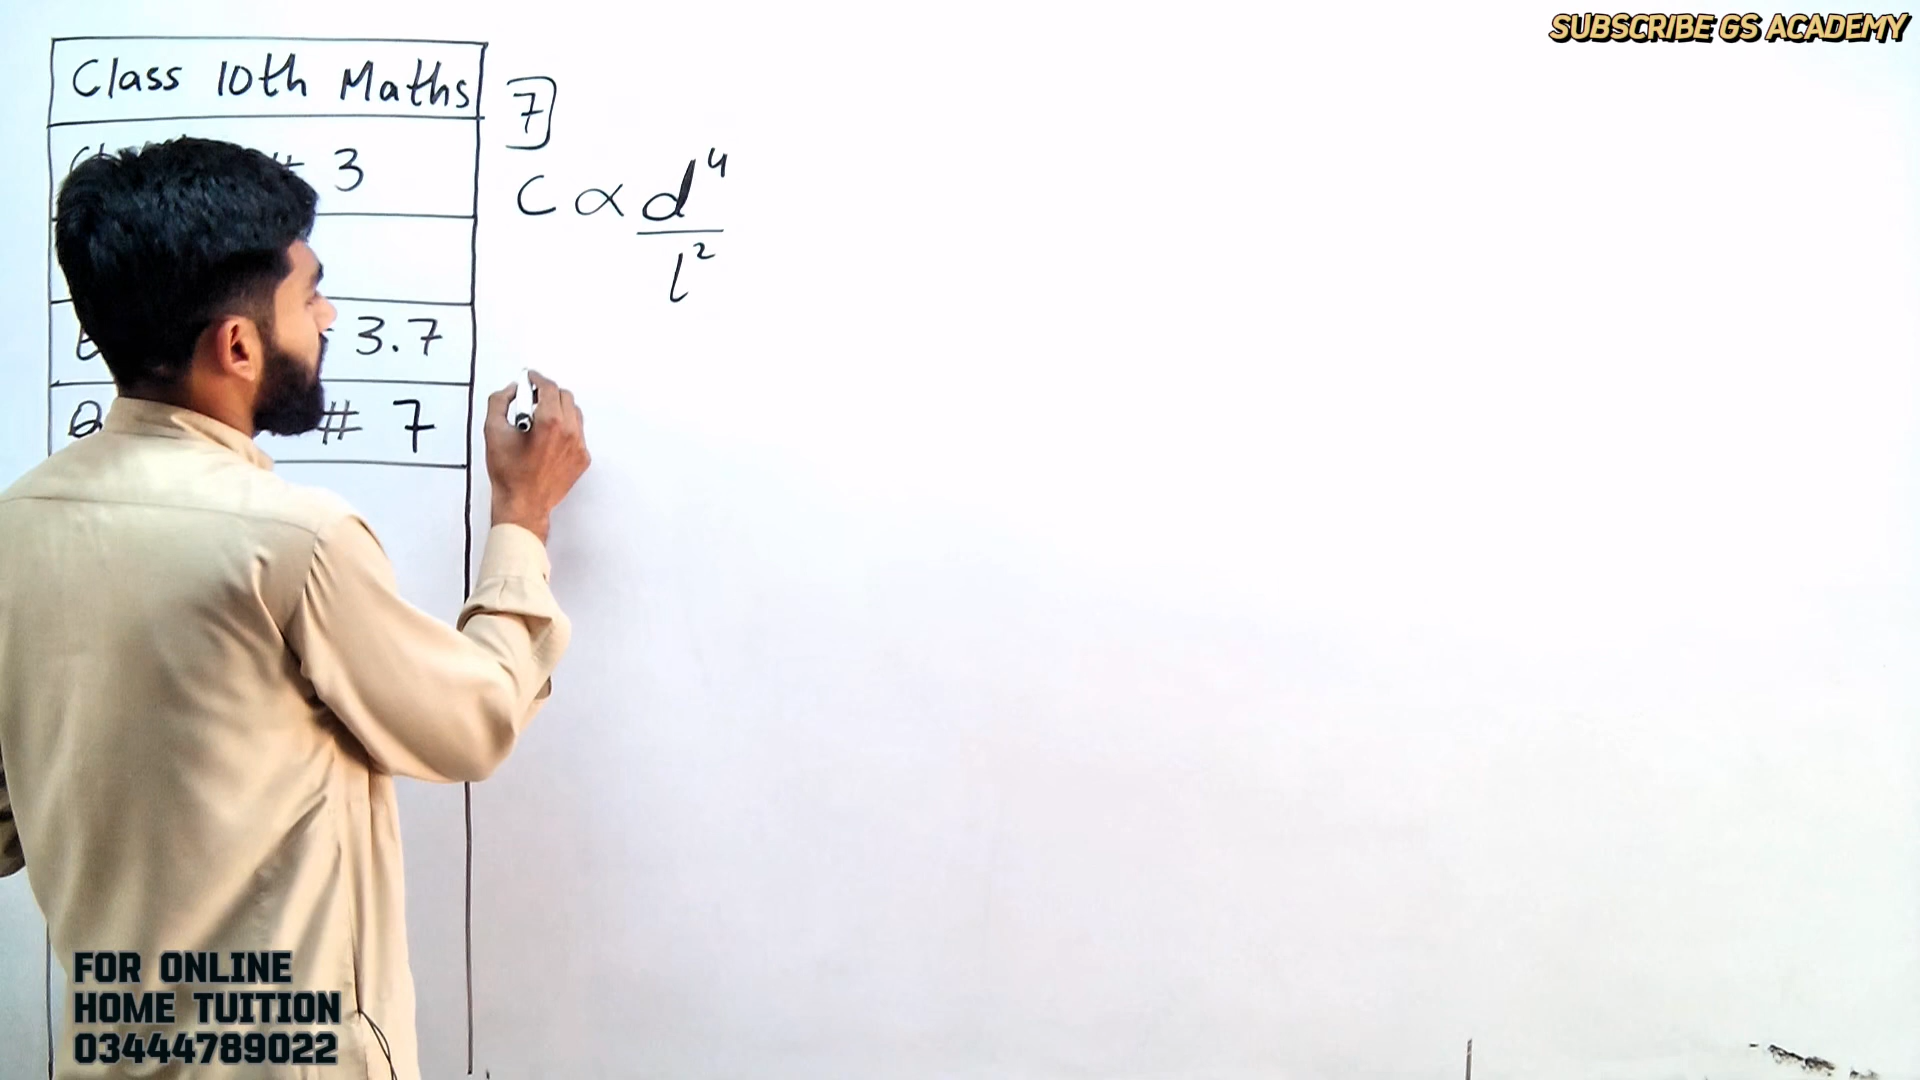 SUBSCRIBE GS ACADEMY
Class 10th Maths
# 3
3.7
# 7
7
C ∝ d⁴
l²
FOR ONLINE
HOME TUITION
03444789022